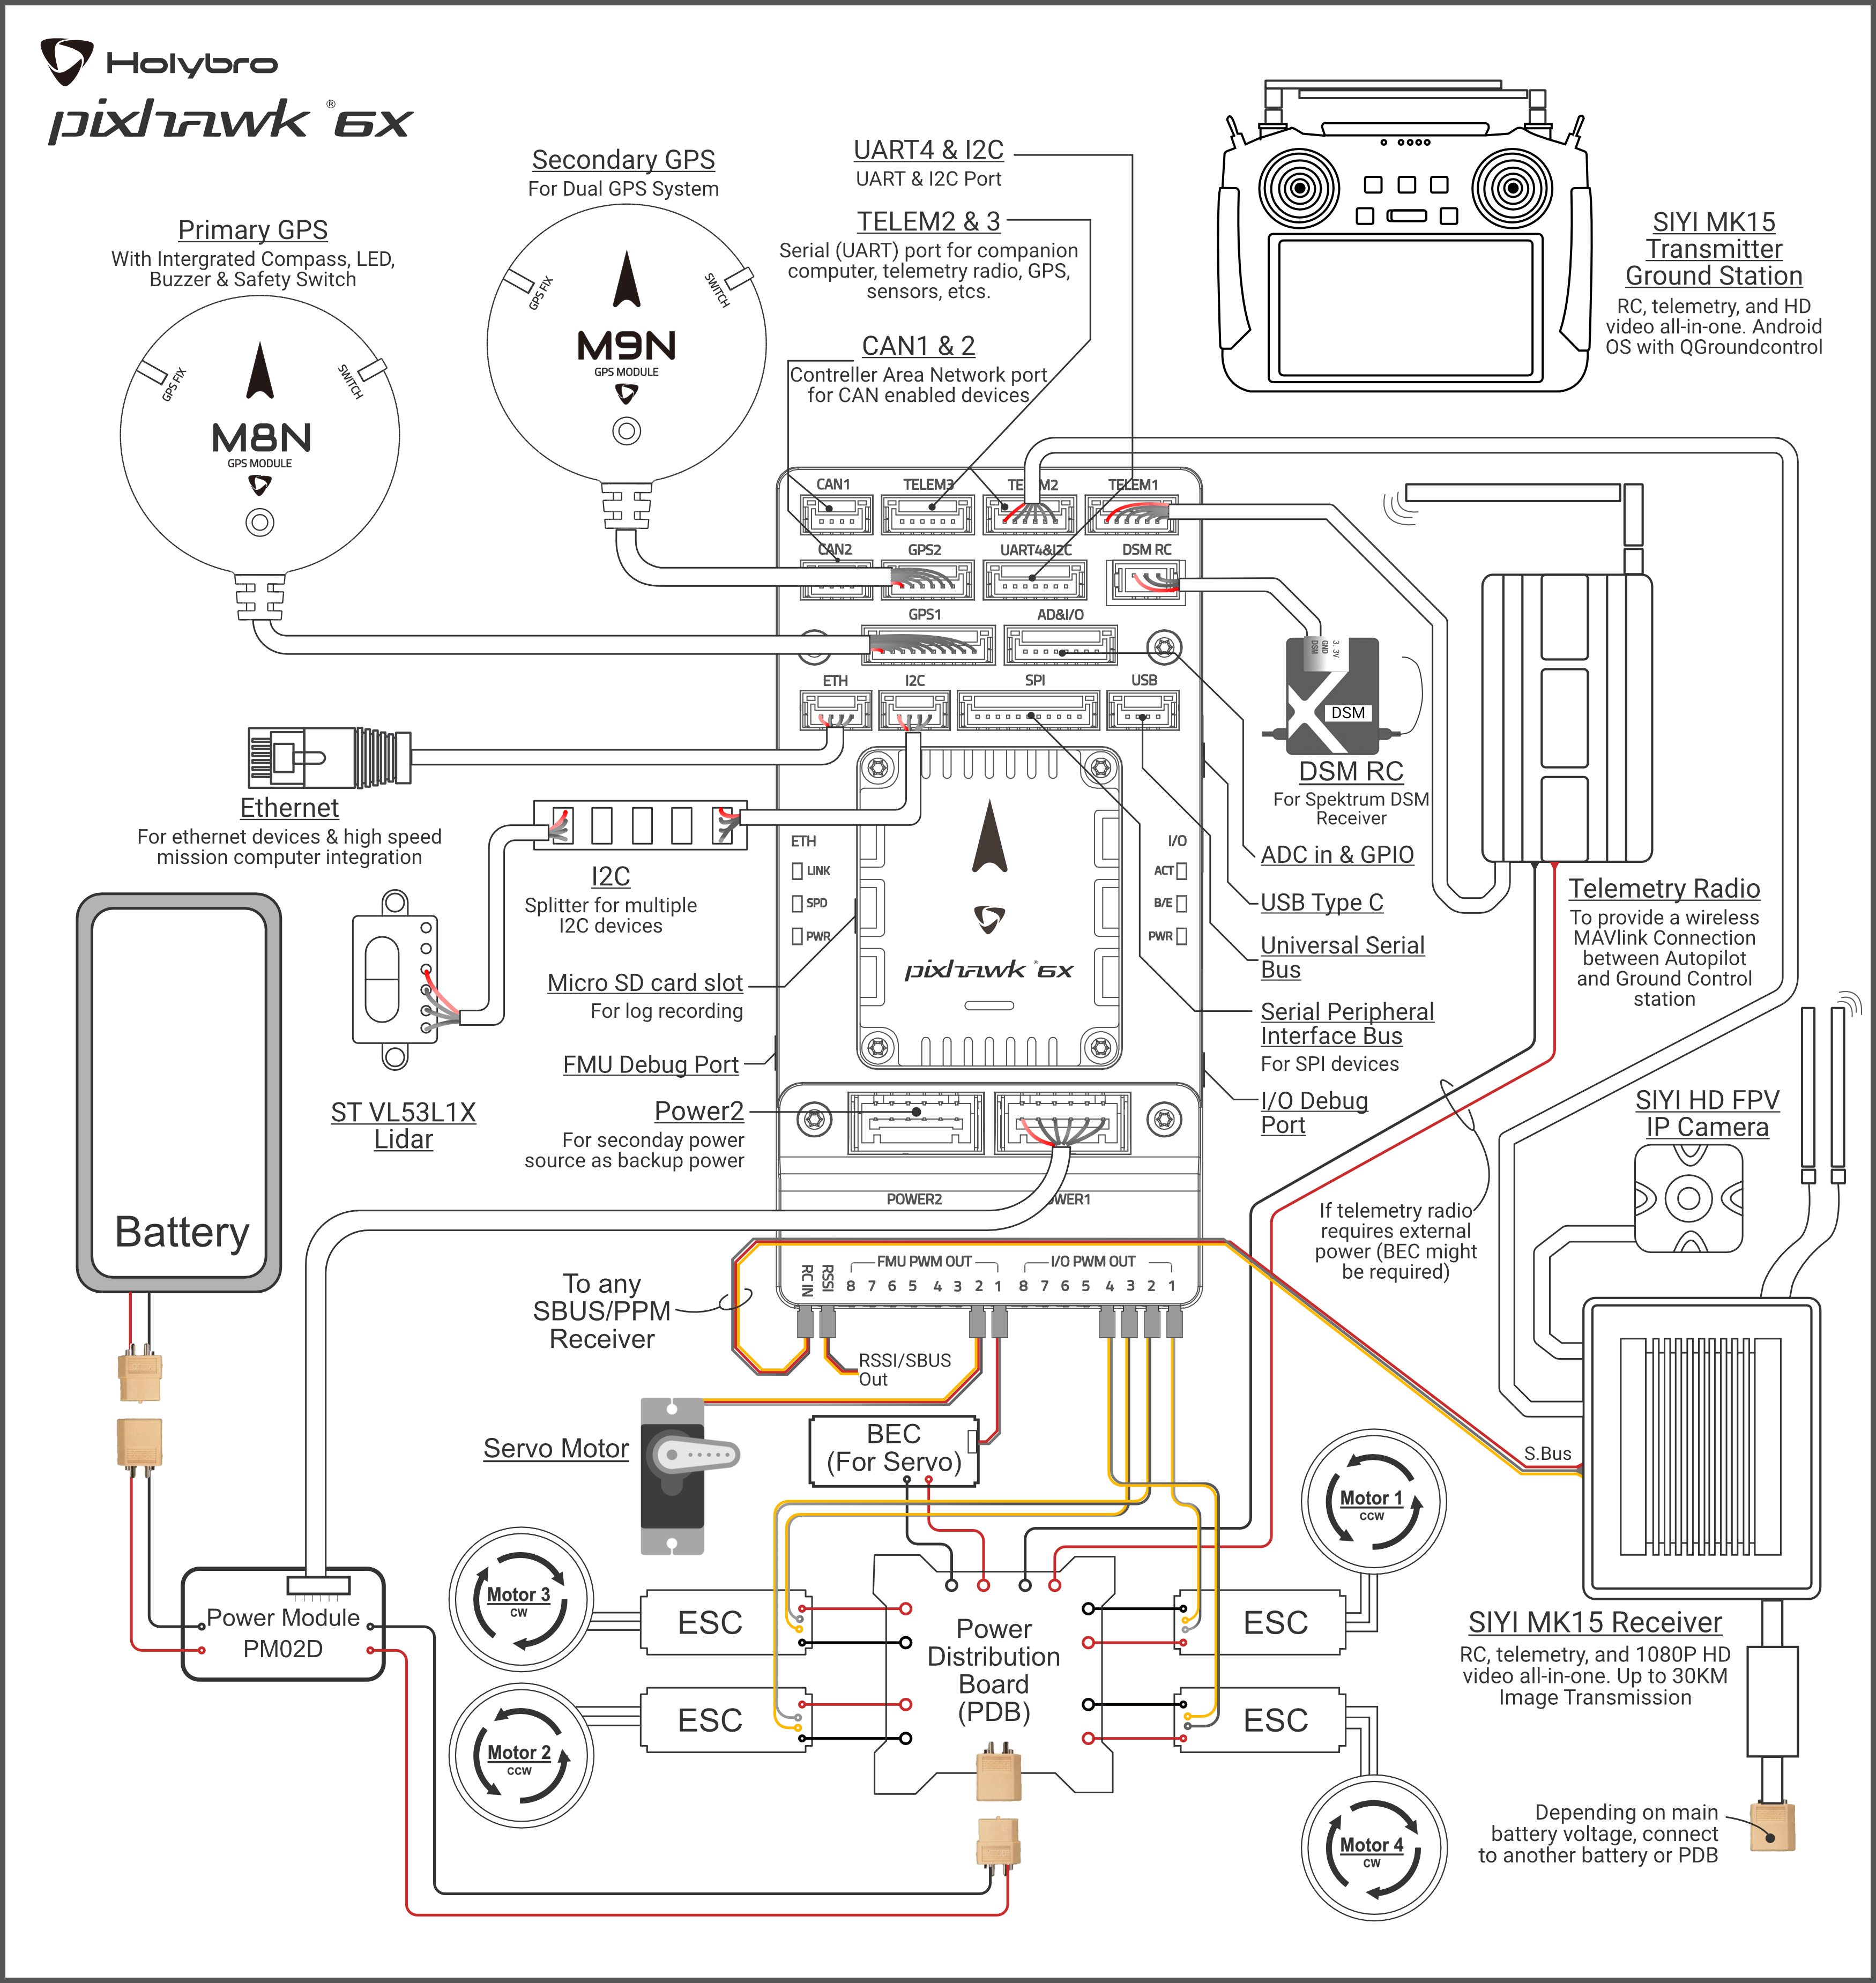 Holybro
pixhawk ® 6X
Secondary GPS
For Dual GPS System
Primary GPS
With Intergrated Compass, LED,
Buzzer & Safety Switch
UART4 & I2C
UART & I2C Port
TELEM2 & 3
Serial (UART) port for companion
computer, telemetry radio, GPS,
sensors, etcs.
CAN1 & 2
Contreller Area Network port
for CAN enabled devices
SIYI MK15
Transmitter
Ground Station
RC, telemetry, and HD
video all-in-one. Android
OS with QGroundcontrol
GPS FIX
SWITCH
M9N
GPS MODULE
GPS FIX
SWITCH
M8N
GPS MODULE
CAN1
TELEM3
TELEM2
TELEM1
CAN2
GPS2
UART4&I2C
DSM RC
GPS1
AD&I/O
ETH
I2C
SPI
USB
3.3V
GND
DSM
DSM
DSM RC
For Spektrum DSM
Receiver
Ethernet
For ethernet devices & high speed
mission computer integration
I2C
Splitter for multiple
I2C devices
ETH
LINK
SPD
PWR
I/O
ACT
B/E
PWR
pixhawk ® 6X
ADC in & GPIO
USB Type C
Universal Serial
Bus
Serial Peripheral
Interface Bus
For SPI devices
I/O Debug
Port
Telemetry Radio
To provide a wireless
MAVlink Connection
between Autopilot
and Ground Control
station
Micro SD card slot
For log recording
FMU Debug Port
Power2
For seconday power
source as backup power
ST VL53L1X
Lidar
Battery
SIYI HD FPV
IP Camera
If telemetry radio
requires external
power (BEC might
be required)
POWER2
POWER1
RC IN
RSSI
FMU PWM OUT
8 7 6 5 4 3 2 1
I/O PWM OUT
8 7 6 5 4 3 2 1
To any
SBUS/PPM
Receiver
RSSI/SBUS
Out
Servo Motor
BEC
(For Servo)
S.Bus
Motor 1
CCW
Motor 3
CW
ESC
ESC
Power
Distribution
Board
(PDB)
Power Module
PM02D
SIYI MK15 Receiver
RC, telemetry, and 1080P HD
video all-in-one. Up to 30KM
Image Transmission
Motor 2
CCW
ESC
ESC
Motor 4
CW
Depending on main
battery voltage, connect
to another battery or PDB